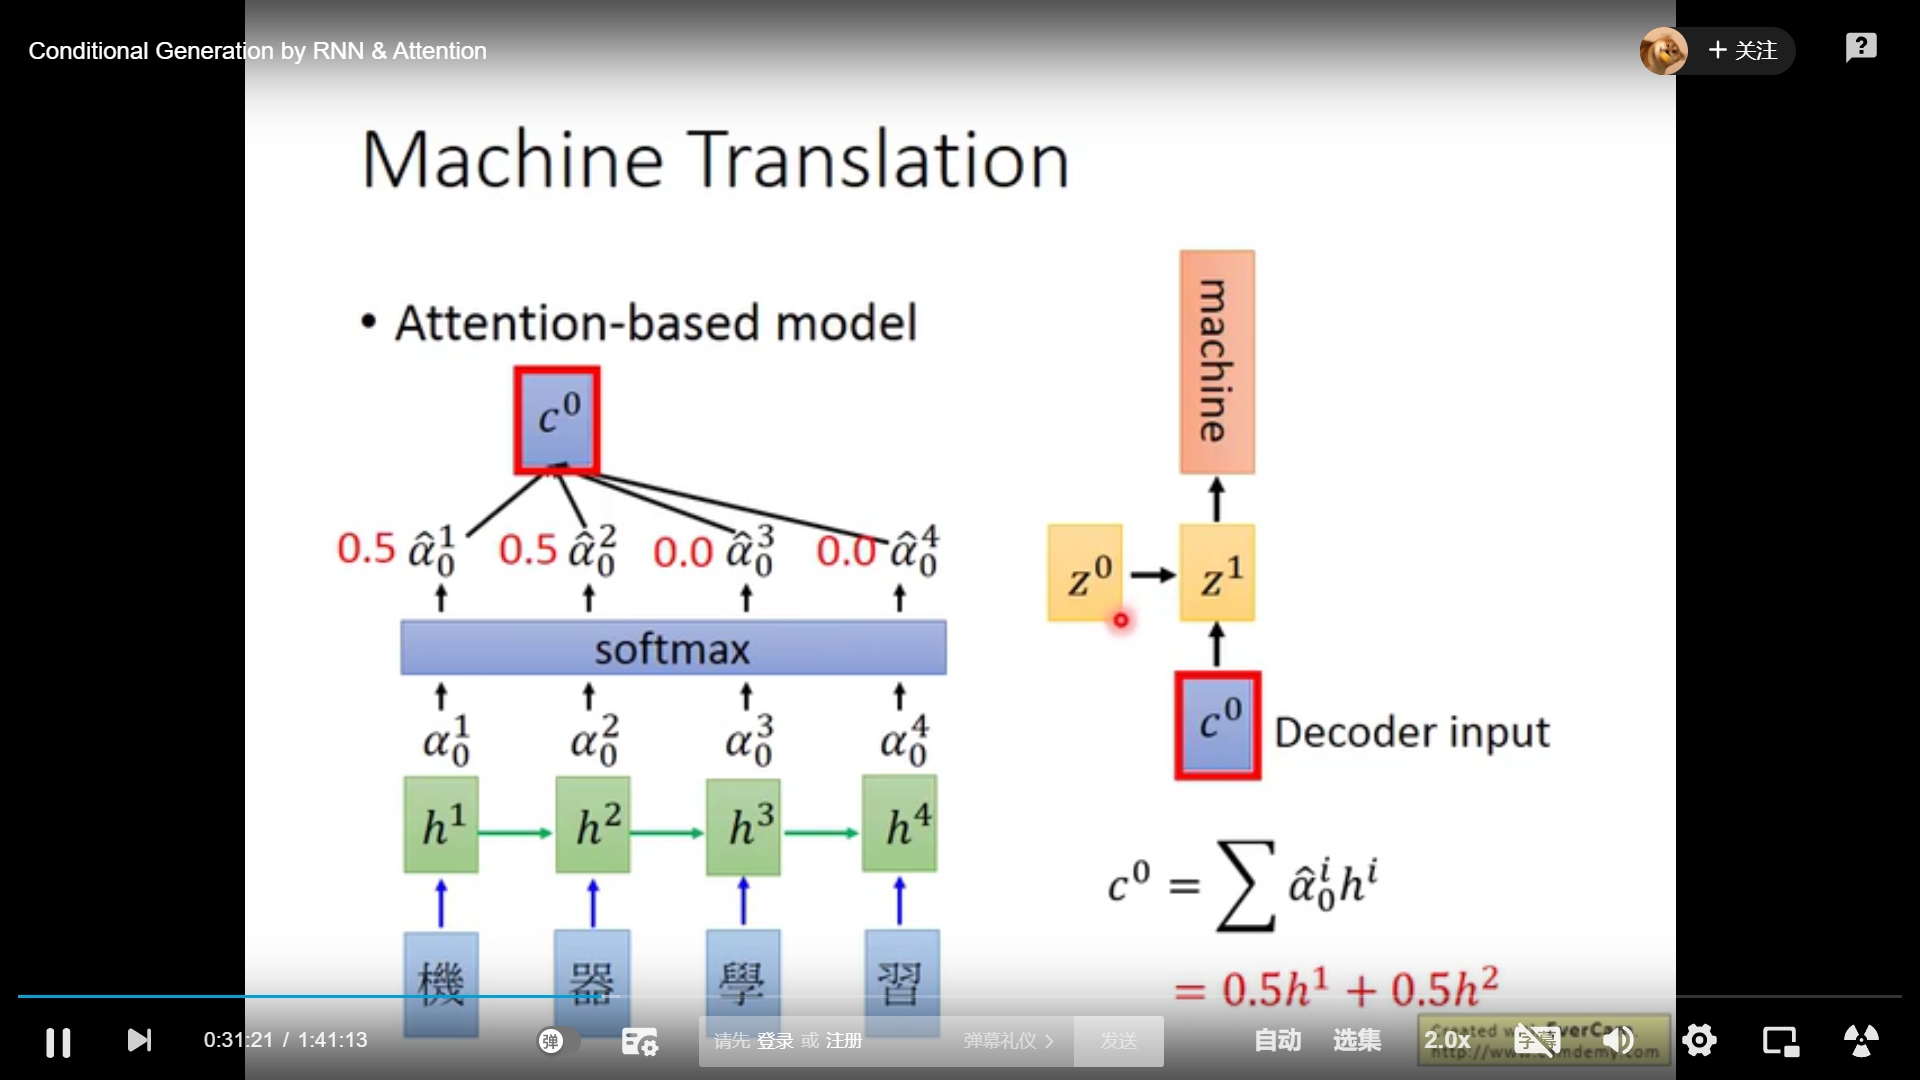 Conditional Generation by RNN & Attention
+ 关注
Machine Translation
• Attention-based model
c⁰
0.5 α̂₀¹ 0.5 α̂₀² 0.0 α̂₀³ 0.0 α̂₀⁴
softmax
α₀¹ α₀² α₀³ α₀⁴
h¹ h² h³ h⁴
機 器 學 習
machine
z⁰ z¹
c⁰ Decoder input
c⁰ = ∑ α̂₀ⁱhⁱ
= 0.5h¹ + 0.5h²
0:31:21 / 1:41:13
弹
请先 登录 或 注册
弹幕礼仪 >
发送
自动 选集 2.0x 字幕